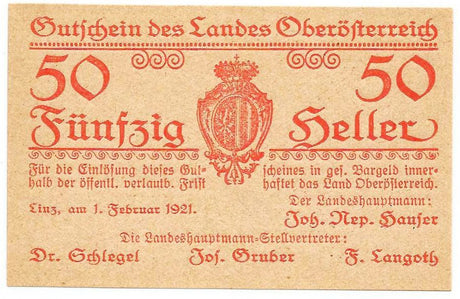 Gutschein des Landes Oberösterreich
50 50
Fünfzig Heller
Für die Einlösung dieses Gut- scheines in ges. Bargeld inner-
halb der öffentl. verlautb. Frist haftet das Land Oberösterreich.
Linz, am 1. Februar 1921. Der Landeshauptmann:
Joh. Nep. Hauser
Die Landeshauptmann-Stellvertreter:
Dr. Schlegel Jos. Gruber F. Langoth